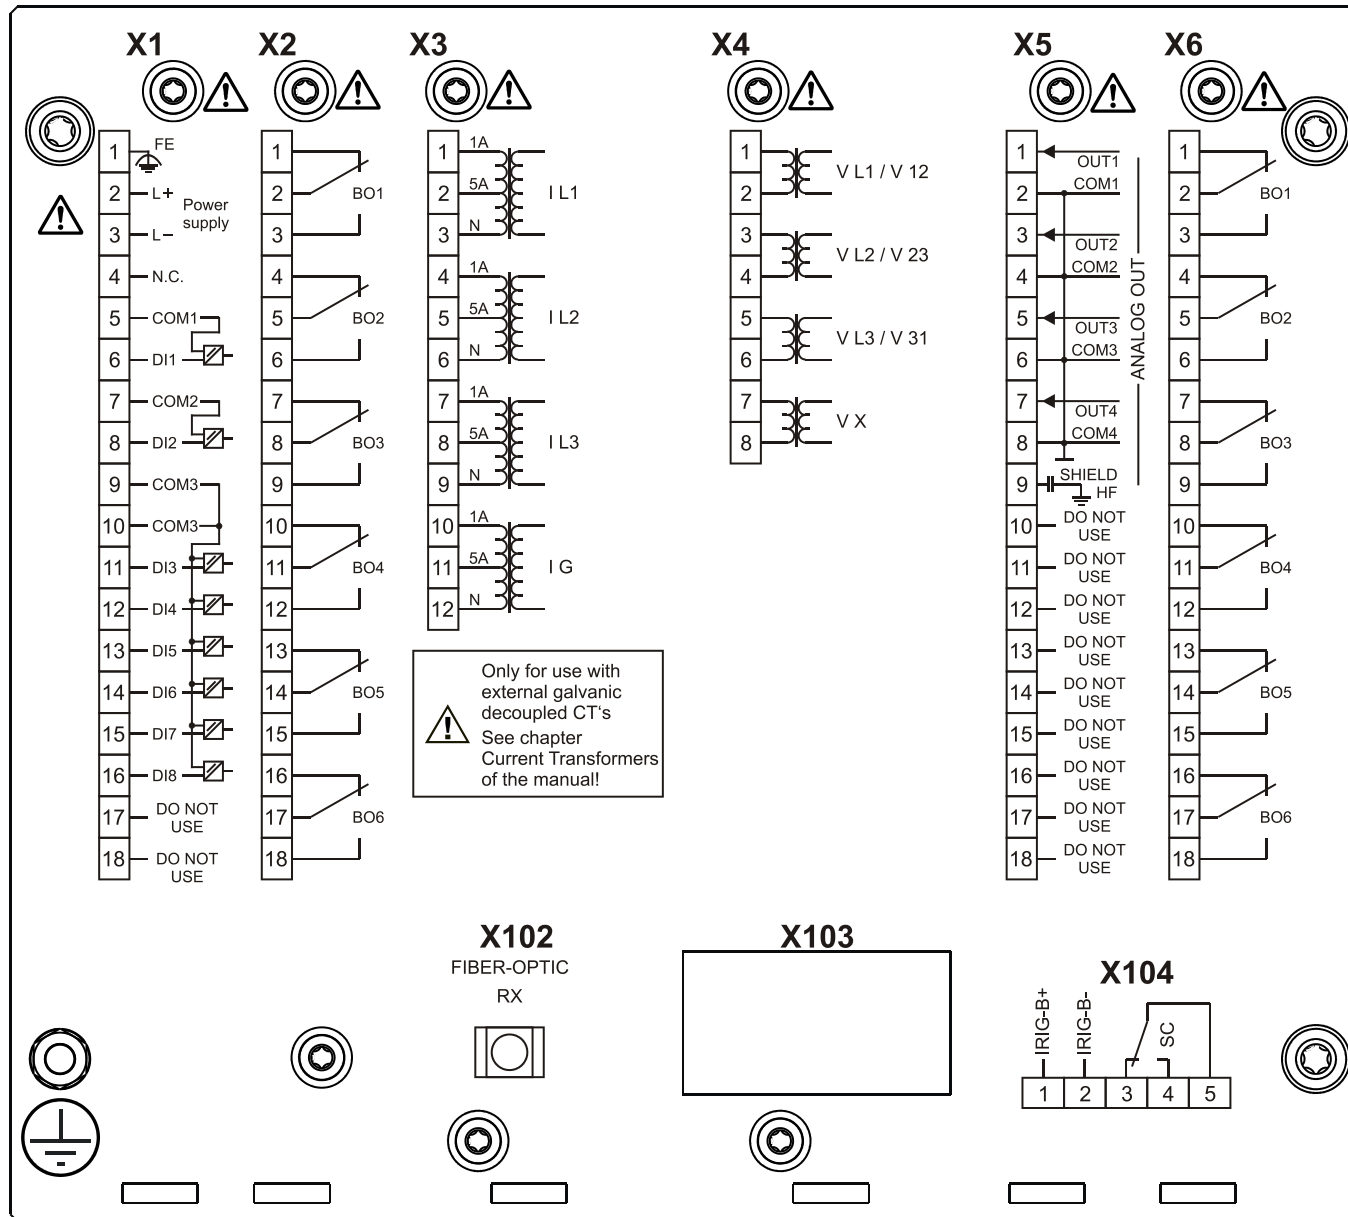 X1
X2
X3
X4
X5
X6
1 FE
2 L+
Power
supply
3 L–
4 N.C.
5 COM1
6 DI1
7 COM2
8 DI2
9 COM3
10 COM3
11 DI3
12 DI4
13 DI5
14 DI6
15 DI7
16 DI8
17 DO NOT
USE
18 DO NOT
USE
1
2 BO1
3
4
5 BO2
6
7
8 BO3
9
10
11 BO4
12
13
14 BO5
15
16
17 BO6
18
1 1A
2 5A I L1
3 N
4 1A
5 5A I L2
6 N
7 1A
8 5A I L3
9 N
10 1A
11 5A I G
12 N
Only for use with
external galvanic
decoupled CT‘s
See chapter
Current Transformers
of the manual!
1
V L1 / V 12
2
3
V L2 / V 23
4
5
V L3 / V 31
6
7
V X
8
1 OUT1
2 COM1
3 OUT2
4 COM2
5 OUT3
6 COM3
7 OUT4
8 COM4
ANALOG OUT
9 SHIELD
HF
10 DO NOT
USE
11 DO NOT
USE
12 DO NOT
USE
13 DO NOT
USE
14 DO NOT
USE
15 DO NOT
USE
16 DO NOT
USE
17 DO NOT
USE
18 DO NOT
USE
1
2 BO1
3
4
5 BO2
6
7
8 BO3
9
10
11 BO4
12
13
14 BO5
15
16
17 BO6
18
X102
FIBER-OPTIC
RX
X103
X104
IRIG-B+
IRIG-B-
SC
1 2 3 4 5